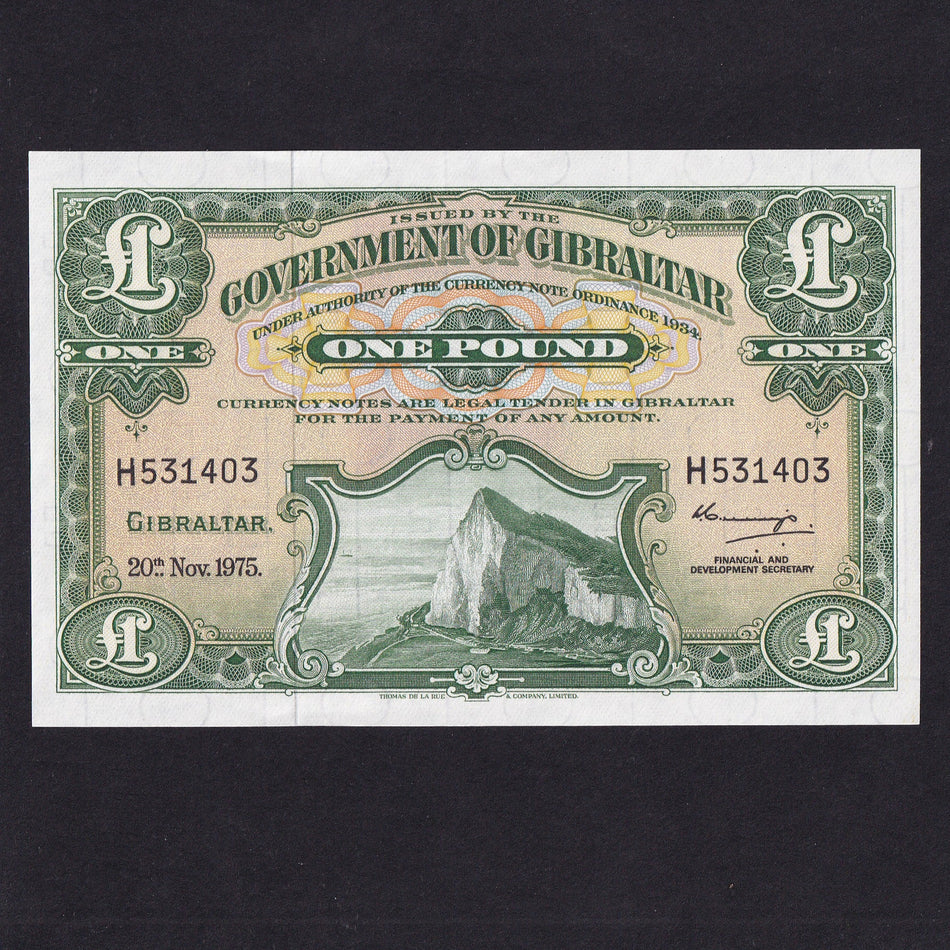 £1
£1
ISSUED BY THE
GOVERNMENT OF GIBRALTAR
UNDER AUTHORITY OF THE CURRENCY NOTE ORDINANCE 1934.
ONE
ONE POUND
ONE
CURRENCY NOTES ARE LEGAL TENDER IN GIBRALTAR
FOR THE PAYMENT OF ANY AMOUNT.
H531403
H531403
GIBRALTAR.
20th Nov. 1975.
FINANCIAL AND
DEVELOPMENT SECRETARY
£1
£1
THOMAS DE LA RUE & COMPANY, LIMITED.